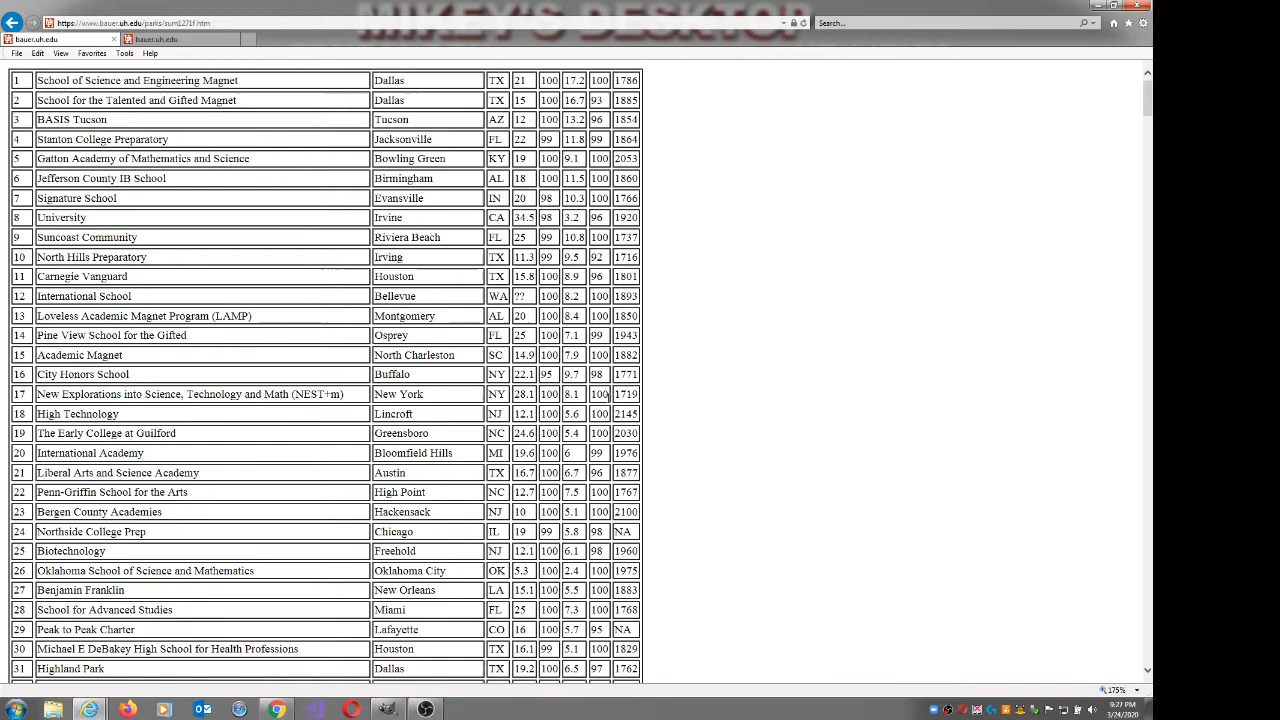 MIKEY'S DESKTOP
https://www.bauer.uh.edu/parks/sum1271f.htm
Search...
bauer.uh.edu
bauer.uh.edu
File Edit View Favorites Tools Help
1 School of Science and Engineering Magnet Dallas TX 21 100 17.2 100 1786
2 School for the Talented and Gifted Magnet Dallas TX 15 100 16.7 93 1885
3 BASIS Tucson Tucson AZ 12 100 13.2 96 1854
4 Stanton College Preparatory Jacksonville FL 22 99 11.8 99 1864
5 Gatton Academy of Mathematics and Science Bowling Green KY 19 100 9.1 100 2053
6 Jefferson County IB School Birmingham AL 18 100 11.5 100 1860
7 Signature School Evansville IN 20 98 10.3 100 1766
8 University Irvine CA 34.5 98 3.2 96 1920
9 Suncoast Community Riviera Beach FL 25 99 10.8 100 1737
10 North Hills Preparatory Irving TX 11.3 99 9.5 92 1716
11 Carnegie Vanguard Houston TX 15.8 100 8.9 96 1801
12 International School Bellevue WA ?? 100 8.2 100 1893
13 Loveless Academic Magnet Program (LAMP) Montgomery AL 20 100 8.4 100 1850
14 Pine View School for the Gifted Osprey FL 25 100 7.1 99 1943
15 Academic Magnet North Charleston SC 14.9 100 7.9 100 1882
16 City Honors School Buffalo NY 22.1 95 9.7 98 1771
17 New Explorations into Science, Technology and Math (NEST+m) New York NY 28.1 100 8.1 100 1719
18 High Technology Lincroft NJ 12.1 100 5.6 100 2145
19 The Early College at Guilford Greensboro NC 24.6 100 5.4 100 2030
20 International Academy Bloomfield Hills MI 19.6 100 6 99 1976
21 Liberal Arts and Science Academy Austin TX 16.7 100 6.7 96 1877
22 Penn-Griffin School for the Arts High Point NC 12.7 100 7.5 100 1767
23 Bergen County Academies Hackensack NJ 10 100 5.1 100 2100
24 Northside College Prep Chicago IL 19 99 5.8 98 NA
25 Biotechnology Freehold NJ 12.1 100 6.1 98 1960
26 Oklahoma School of Science and Mathematics Oklahoma City OK 5.3 100 2.4 100 1975
27 Benjamin Franklin New Orleans LA 15.1 100 5.5 100 1883
28 School for Advanced Studies Miami FL 25 100 7.3 100 1768
29 Peak to Peak Charter Lafayette CO 16 100 5.7 95 NA
30 Michael E DeBakey High School for Health Professions Houston TX 16.1 99 5.1 100 1829
31 Highland Park Dallas TX 19.2 100 6.5 97 1762
175%
9:27 PM
3/24/2020